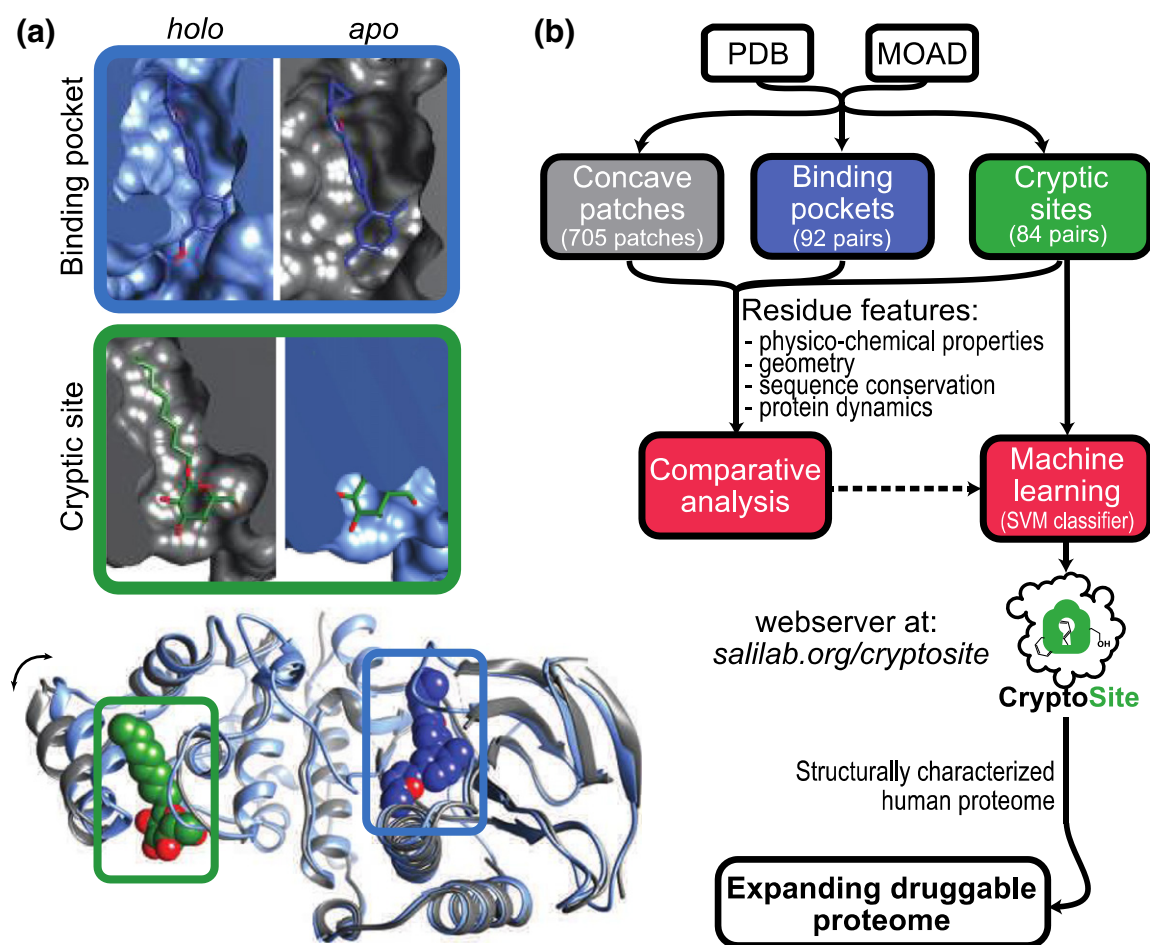 (a)
holo
apo
Binding pocket
Cryptic site
(b)
PDB
MOAD
Concave
patches
(705 patches)
Binding
pockets
(92 pairs)
Cryptic
sites
(84 pairs)
Residue features:
- physico-chemical properties
- geometry
- sequence conservation
- protein dynamics
Comparative
analysis
Machine
learning
(SVM classifier)
webserver at:
salilab.org/cryptosite
OH
CryptoSite
Structurally characterized
human proteome
Expanding druggable
proteome